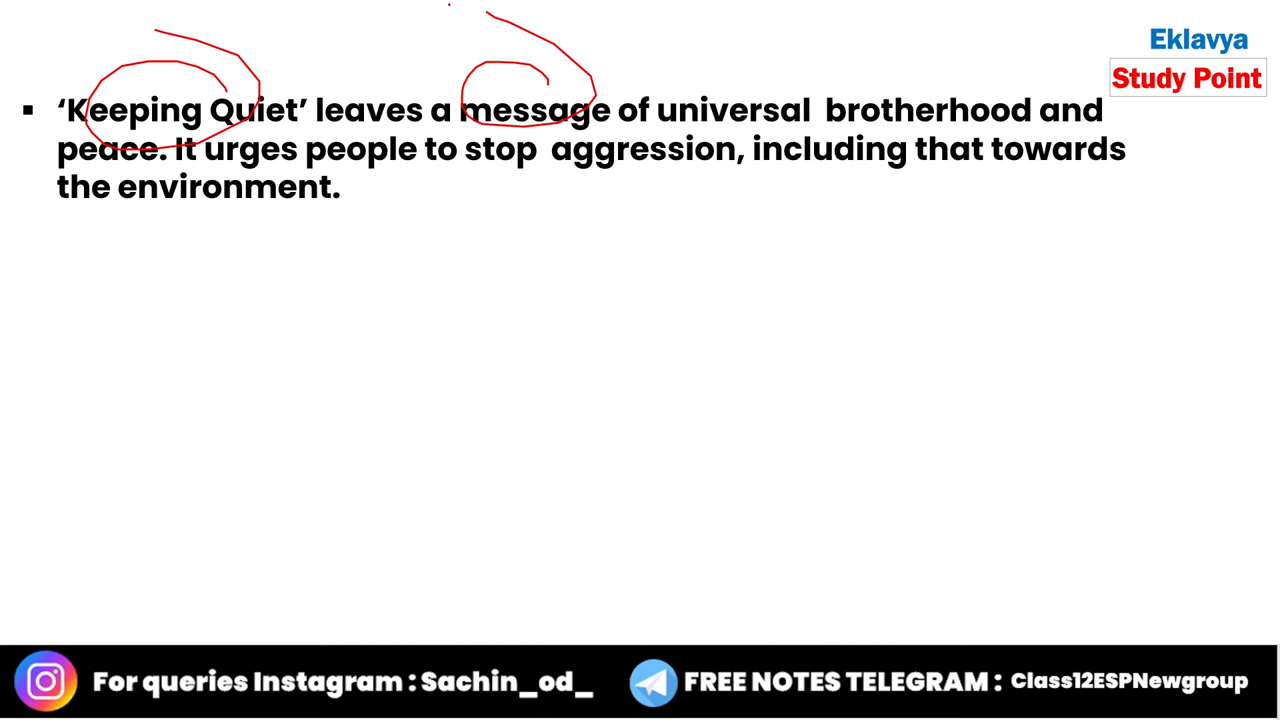 Eklavya
Study Point
▪ ‘Keeping Quiet’ leaves a message of universal brotherhood and
peace. It urges people to stop aggression, including that towards
the environment.
For queries Instagram : Sachin_od_
FREE NOTES TELEGRAM : Class12ESPNewgroup